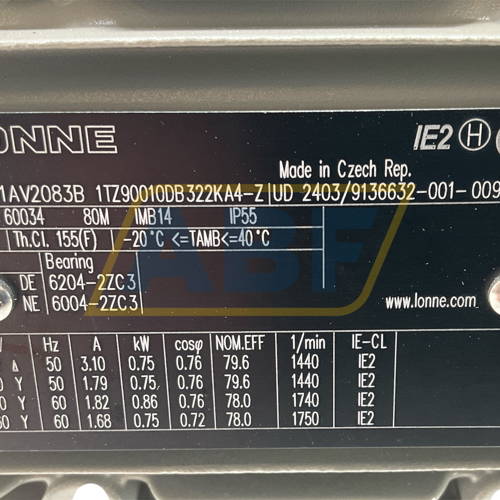 ONNE IE2 H
Made in Czech Rep.
1AV2083B 1TZ90010DB322KA4-Z UD 2403/9136632-001-009
60034 80M IMB14 IP55
Th.Cl. 155(F) -20°C <=TAMB<=40°C
Bearing
DE 6204-2ZC3
NE 6004-2ZC3 www.lonne.com
ABF
Hz A kW cosφ NOM.EFF 1/min IE-CL
Δ 50 3.10 0.75 0.76 79.6 1440 IE2
0 Y 50 1.79 0.75 0.76 79.6 1440 IE2
0 Y 60 1.82 0.86 0.76 78.0 1740 IE2
60 Y 60 1.68 0.75 0.72 78.0 1750 IE2